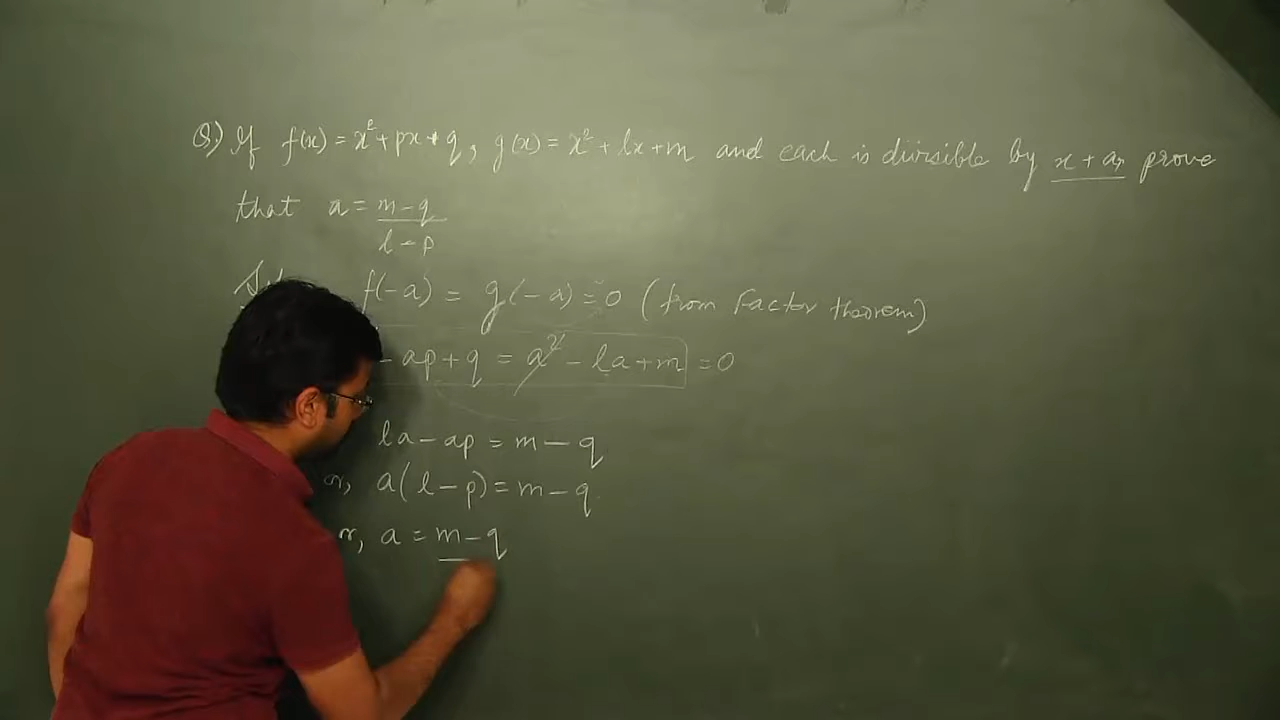 Q) If f(x) = x² + px + q, g(x) = x² + lx + m and each is divisible by x + a, prove
that a = m - q / l - p
f(-a) = g(-a) = 0 (from Factor theorem)
- ap + q = a² - la + m = 0
la - ap = m - q
or, a(l - p) = m - q
or, a = m - q